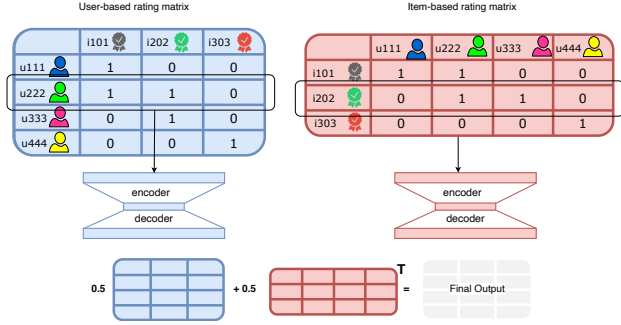 User-based rating matrix
i101 i202 i303
u111 1 0 0
u222 1 1 0
u333 0 1 0
u444 0 0 1
encoder
decoder
Item-based rating matrix
u111 u222 u333 u444
i101 1 1 0 0
i202 0 1 1 0
i303 0 0 0 1
encoder
decoder
0.5 + 0.5 T = Final Output